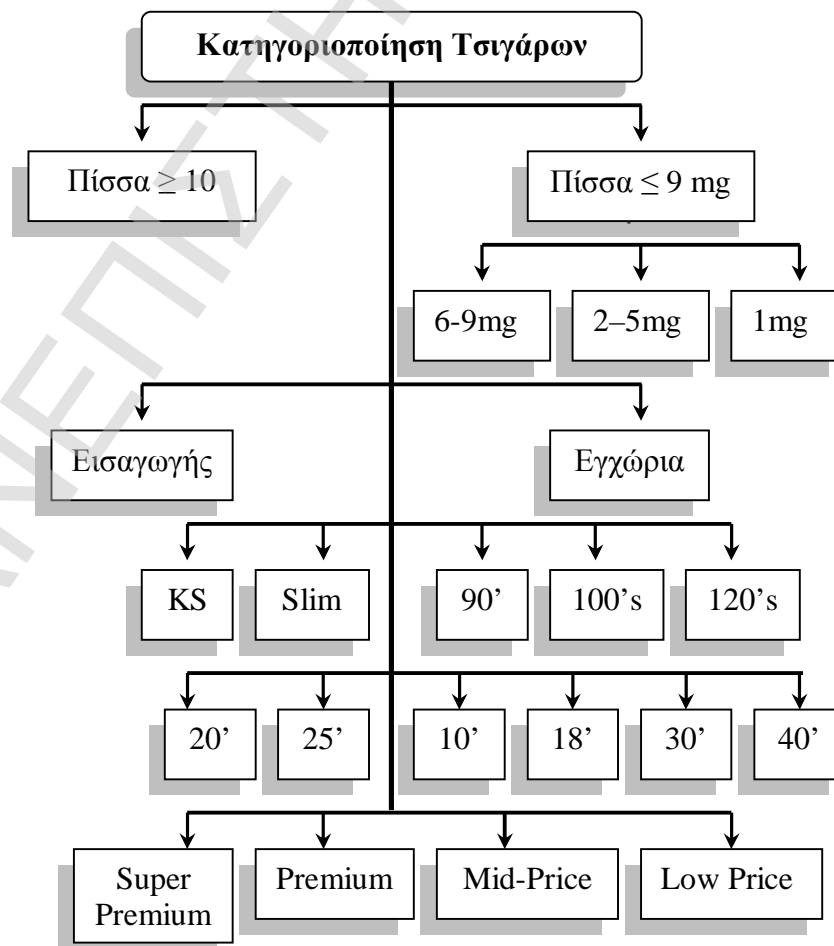 Κατηγοριοποίηση Τσιγάρων
Πίσσα ≥ 10
Πίσσα ≤ 9 mg
6-9mg
2–5mg
1mg
Εισαγωγής
Εγχώρια
KS
Slim
90’
100’s
120’s
20’
25’
10’
18’
30’
40’
Super
Premium
Premium
Mid-Price
Low Price